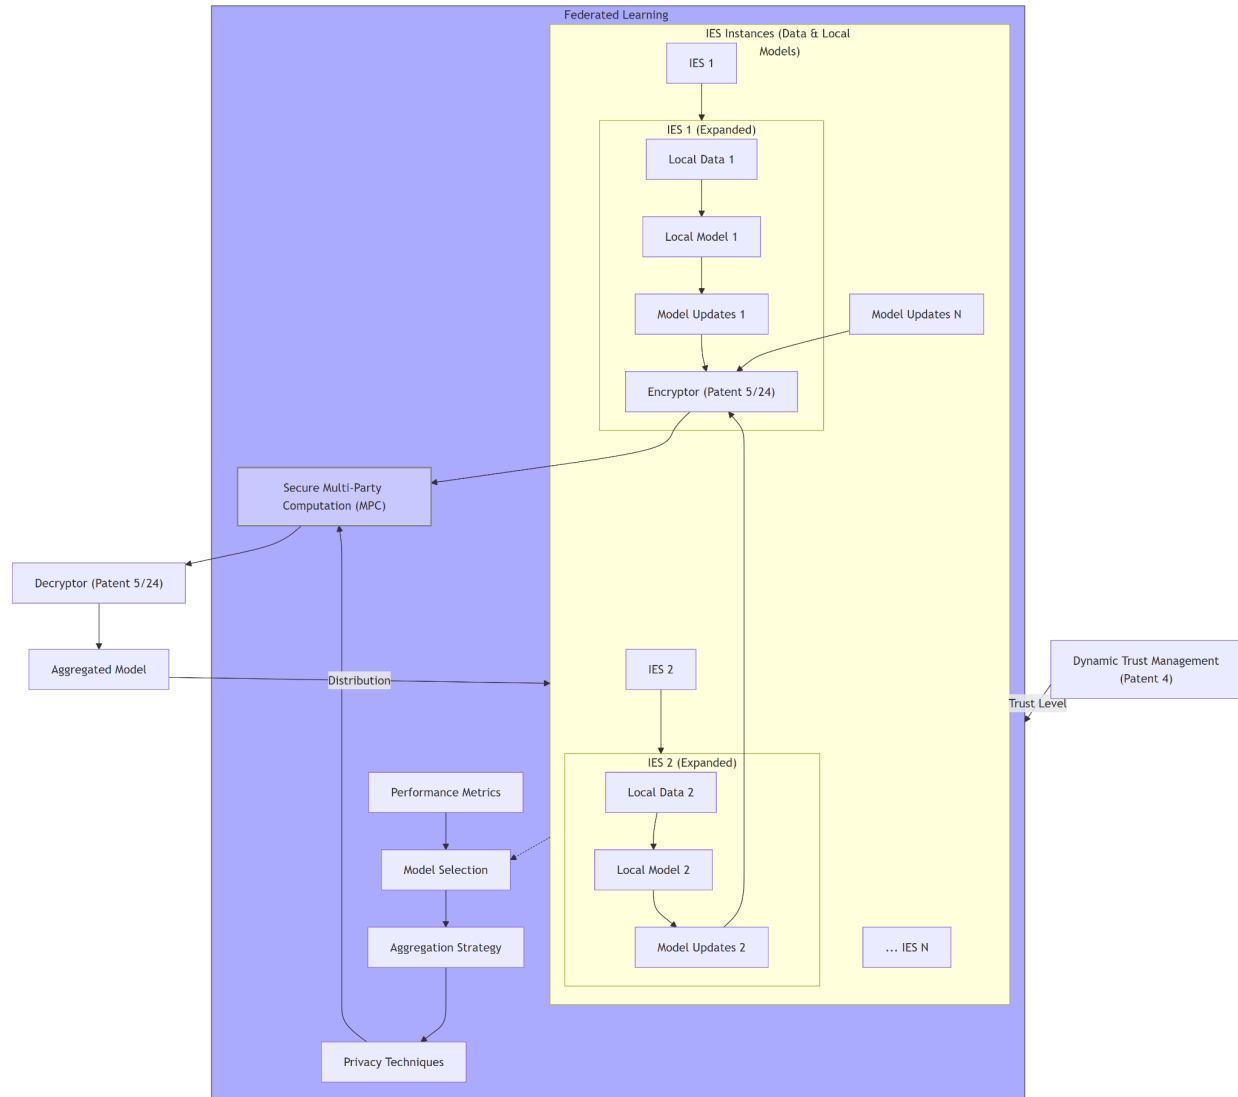 Federated Learning
IES Instances (Data & Local
Models)
IES 1
IES 1 (Expanded)
Local Data 1
Local Model 1
Model Updates 1
Model Updates N
Encryptor (Patent 5/24)
Secure Multi-Party
Computation (MPC)
Decryptor (Patent 5/24)
Aggregated Model
Distribution
IES 2
Dynamic Trust Management
(Patent 4)
Trust Level
IES 2 (Expanded)
Performance Metrics
Local Data 2
Model Selection
Local Model 2
Aggregation Strategy
Model Updates 2
... IES N
Privacy Techniques